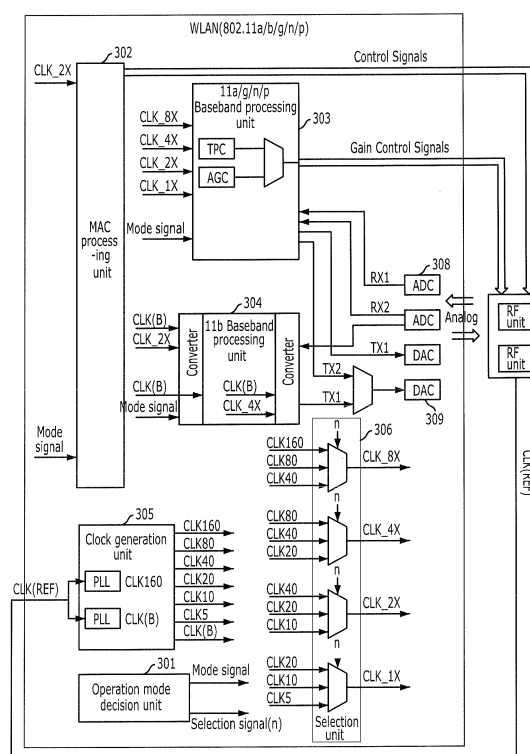 WLAN(802.11a/b/g/n/p)
302
Control Signals
CLK_2X
11a/g/n/p
Baseband processing
unit
303
CLK_8X
CLK_4X
CLK_2X
CLK_1X
TPC
AGC
Gain Control Signals
Mode signal
MAC
process
-ing
unit
RX1
308
ADC
RX2
ADC
Analog
RF
unit
RF
unit
TX1
DAC
304
CLK(B)
CLK_2X
Converter
11b Baseband
processing
unit
Converter
CLK(B)
Mode signal
CLK(B)
CLK_4X
TX2
TX1
DAC
309
Mode
signal
n
306
CLK160
CLK80
CLK40
CLK_8X
n
CLK80
CLK40
CLK20
CLK_4X
n
CLK40
CLK20
CLK10
CLK_2X
n
CLK20
CLK10
CLK5
CLK_1X
Selection
unit
CLK(REF)
305
Clock generation
unit
PLL
CLK160
PLL
CLK(B)
CLK160
CLK80
CLK40
CLK20
CLK10
CLK5
CLK(B)
CLK(REF)
301
Operation mode
decision unit
Mode signal
Selection signal(n)